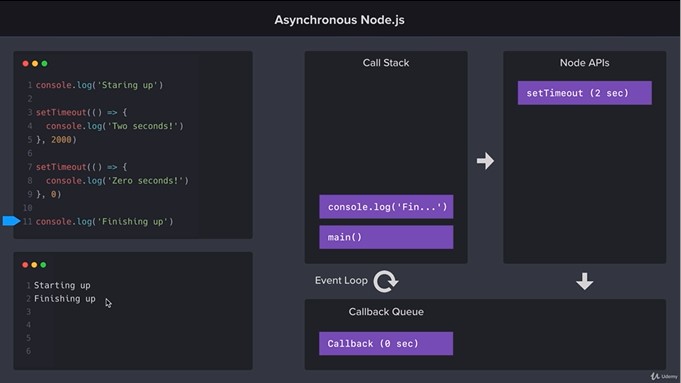 Asynchronous Node.js
1 console.log('Staring up')
2
3 setTimeout(() => {
4 console.log('Two seconds!')
5 }, 2000)
6
7 setTimeout(() => {
8 console.log('Zero seconds!')
9 }, 0)
10
11 console.log('Finishing up')
1 Starting up
2 Finishing up
3
4
5
6
Call Stack
console.log('Fin...')
main()
Node APIs
setTimeout (2 sec)
Event Loop
Callback Queue
Callback (0 sec)
Udemy